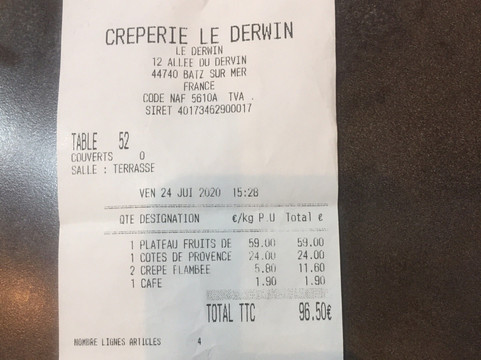 CREPERIE LE DERWIN
LE DERWIN
12 ALLEE DU DERVIN
44740 BATZ SUR MER
FRANCE
CODE NAF 5610A TVA .
SIRET 40173462900017
TABLE 52
COUVERTS 0
SALLE : TERRASSE
VEN 24 JUI 2020 15:28
QTE DESIGNATION €/kg P.U Total €
1 PLATEAU FRUITS DE 59.00 59.00
1 COTES DE PROVENCE 24.00 24.00
2 CREPE FLAMBEE 5.80 11.60
1 CAFE 1.90 1.90
TOTAL TTC 96.50€
NOMBRE LIGNES ARTICLES 4